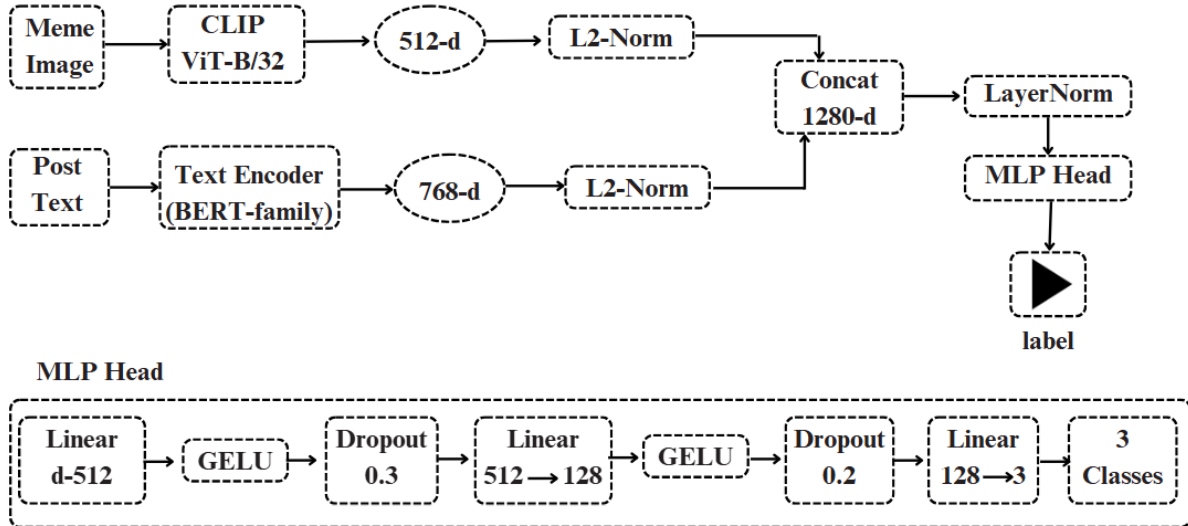 Meme
Image
CLIP
ViT-B/32
512-d
L2-Norm
Concat
1280-d
LayerNorm
Post
Text
Text Encoder
(BERT-family)
768-d
L2-Norm
MLP Head
label
MLP Head
Linear
d-512
GELU
Dropout
0.3
Linear
512 → 128
GELU
Dropout
0.2
Linear
128→3
3
Classes